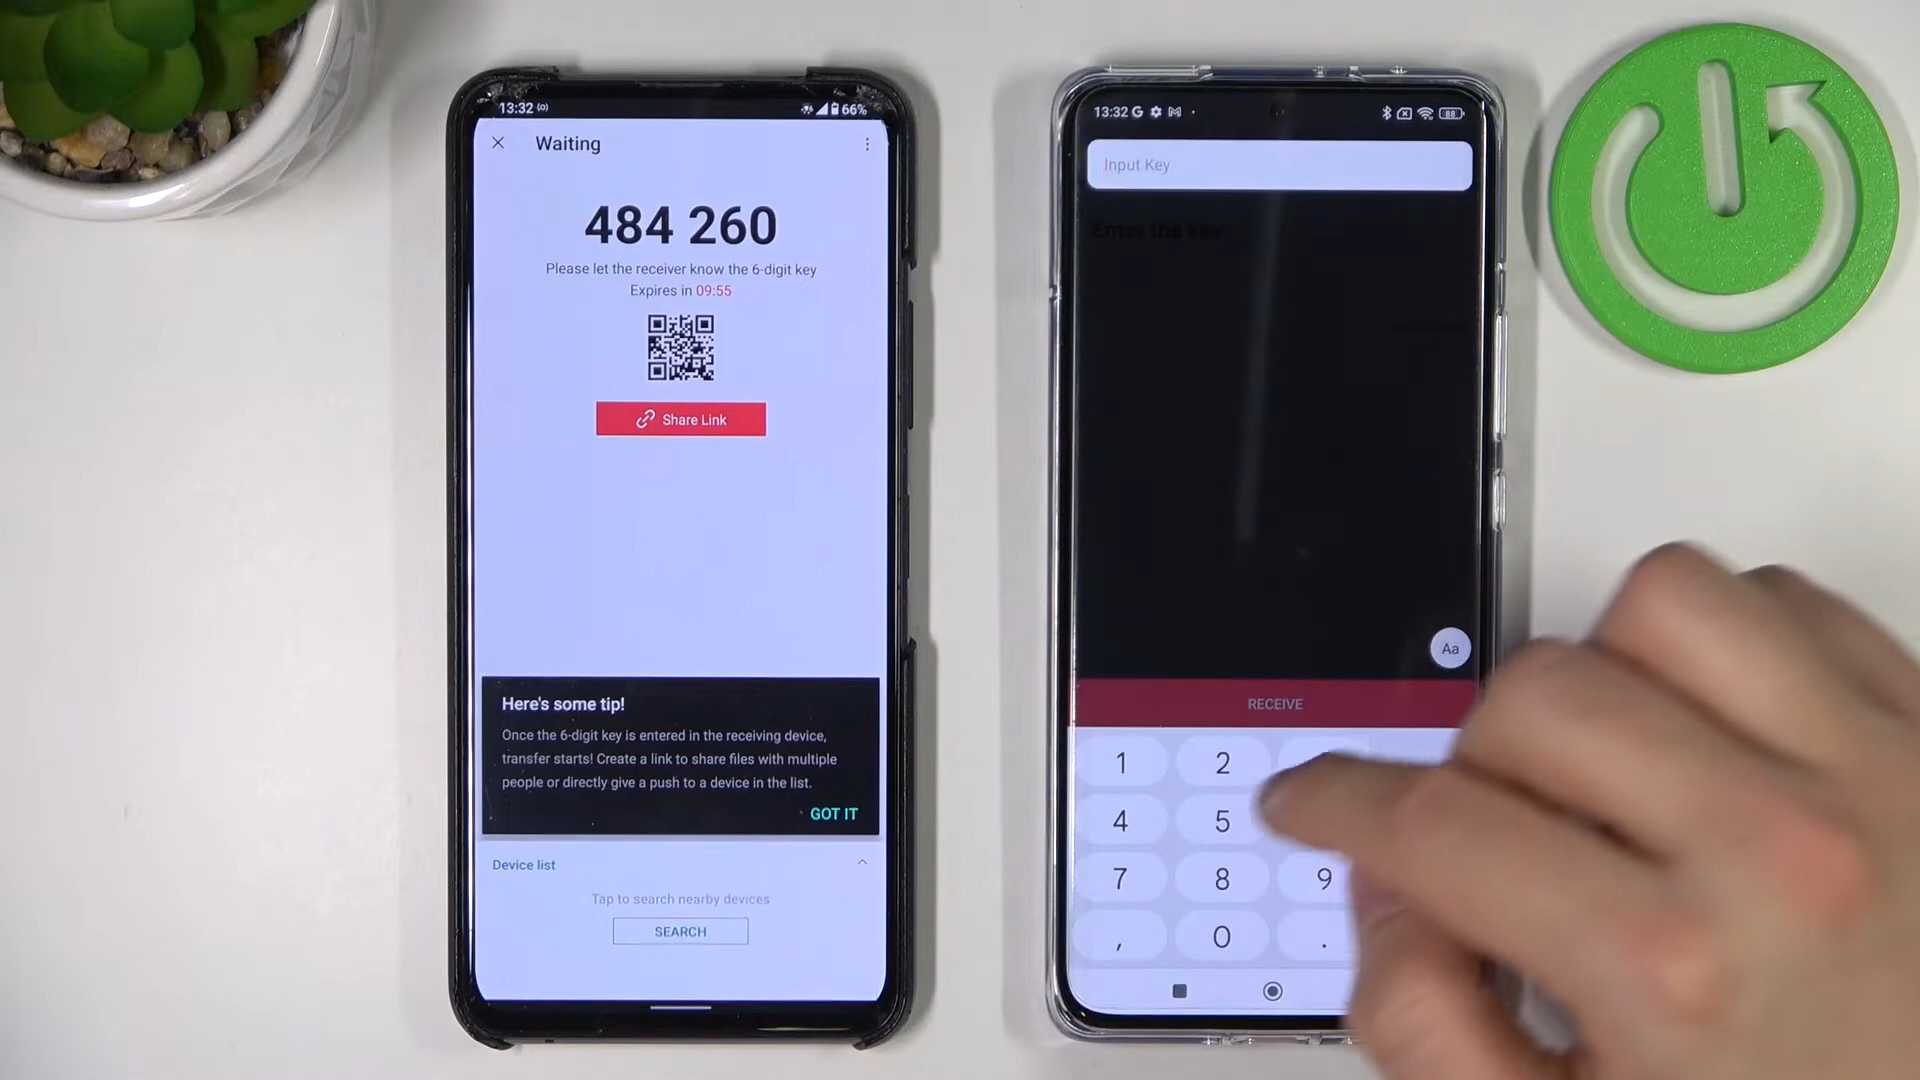 13:32
66%
Waiting
484 260
Please let the receiver know the 6-digit key
Expires in 09:55
Share Link
Here's some tip!
Once the 6-digit key is entered in the receiving device,
transfer starts! Create a link to share files with multiple
people or directly give a push to a device in the list.
GOT IT
Device list
Tap to search nearby devices
SEARCH
13:32 G
88
Input Key
Enter the key
Aa
RECEIVE
1 2
4 5
7 8 9
, 0 .